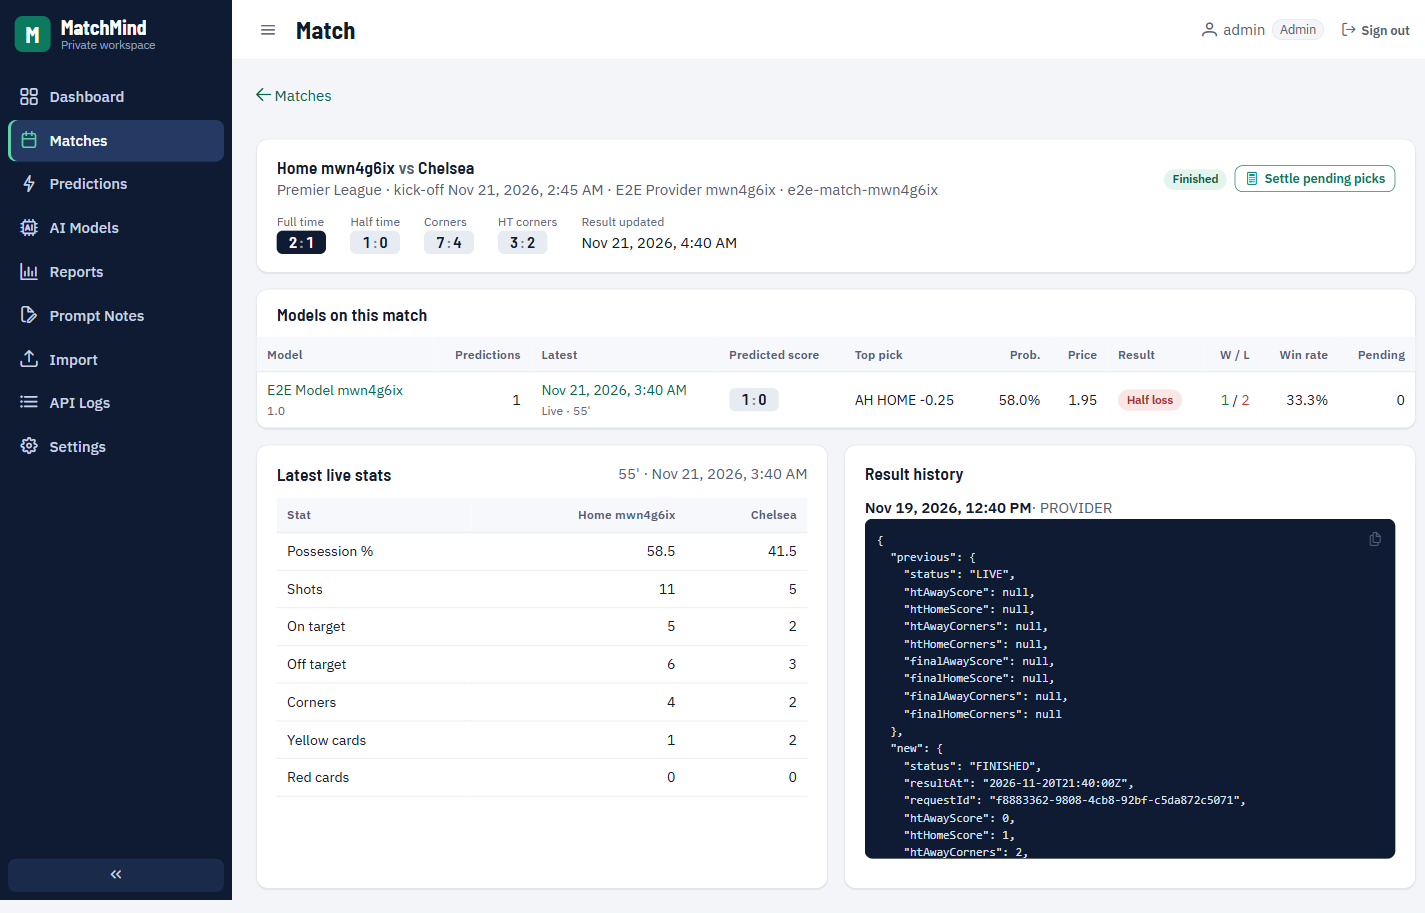 M
MatchMind
Private workspace
Dashboard
Matches
Predictions
AI Models
Reports
Prompt Notes
Import
API Logs
Settings
«
Match
admin Admin Sign out
← Matches
Home mwn4g6ix vs Chelsea
Premier League · kick-off Nov 21, 2026, 2:45 AM · E2E Provider mwn4g6ix · e2e-match-mwn4g6ix
Finished Settle pending picks
Full time Half time Corners HT corners Result updated
2:1 1:0 7:4 3:2 Nov 21, 2026, 4:40 AM
Models on this match
Model Predictions Latest Predicted score Top pick Prob. Price Result W / L Win rate Pending
E2E Model mwn4g6ix 1 Nov 21, 2026, 3:40 AM 1:0 AH HOME -0.25 58.0% 1.95 Half loss 1 / 2 33.3% 0
1.0 Live · 55'
Latest live stats 55' · Nov 21, 2026, 3:40 AM
Stat Home mwn4g6ix Chelsea
Possession % 58.5 41.5
Shots 11 5
On target 5 2
Off target 6 3
Corners 4 2
Yellow cards 1 2
Red cards 0 0
Result history
Nov 19, 2026, 12:40 PM· PROVIDER
{
"previous": {
"status": "LIVE",
"htAwayScore": null,
"htHomeScore": null,
"htAwayCorners": null,
"htHomeCorners": null,
"finalAwayScore": null,
"finalHomeScore": null,
"finalAwayCorners": null,
"finalHomeCorners": null
},
"new": {
"status": "FINISHED",
"resultAt": "2026-11-20T21:40:00Z",
"requestId": "f8883362-9808-4cb8-92bf-c5da872c5071",
"htAwayScore": 0,
"htHomeScore": 1,
"htAwayCorners": 2,